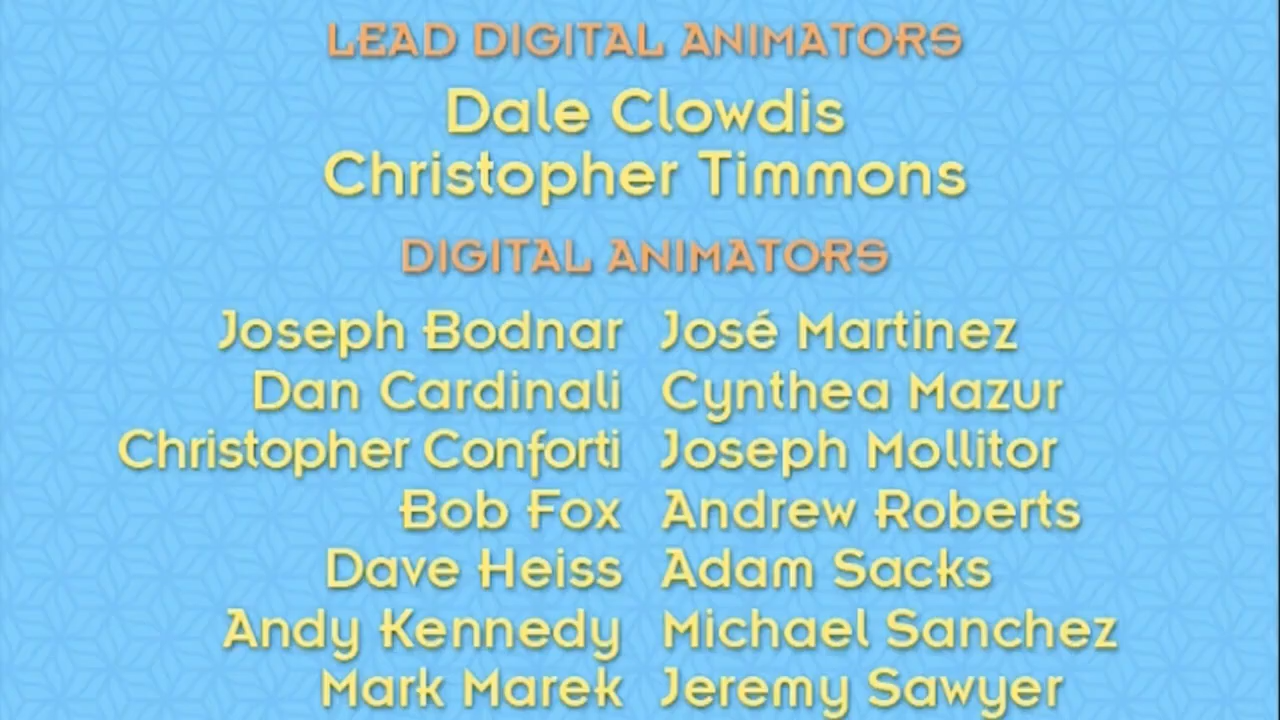 LEAD DIGITAL ANIMATORS
Dale Clowdis
Christopher Timmons
DIGITAL ANIMATORS
Joseph Bodnar José Martinez
Dan Cardinali Cynthea Mazur
Christopher Conforti Joseph Mollitor
Bob Fox Andrew Roberts
Dave Heiss Adam Sacks
Andy Kennedy Michael Sanchez
Mark Marek Jeremy Sawyer